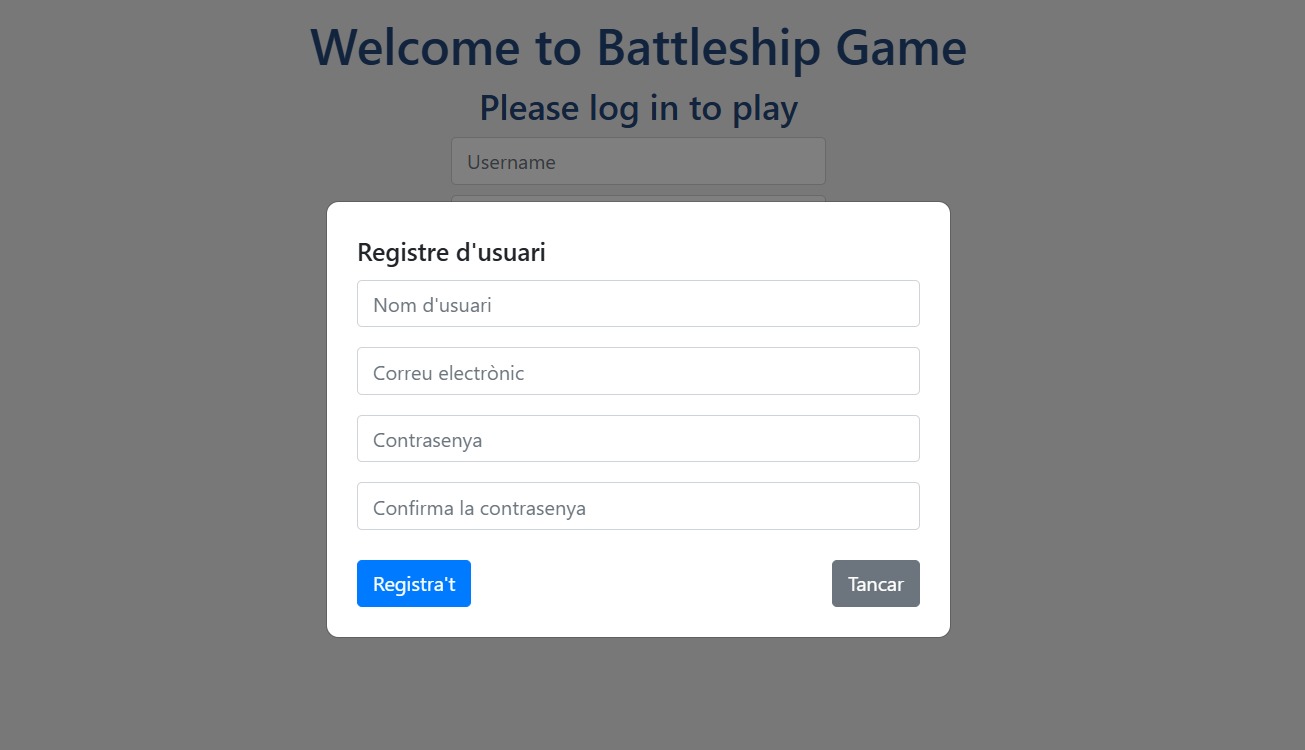 Welcome to Battleship Game
Please log in to play
Username
Registre d'usuari
Nom d'usuari
Correu electrònic
Contrasenya
Confirma la contrasenya
Registra't
Tancar